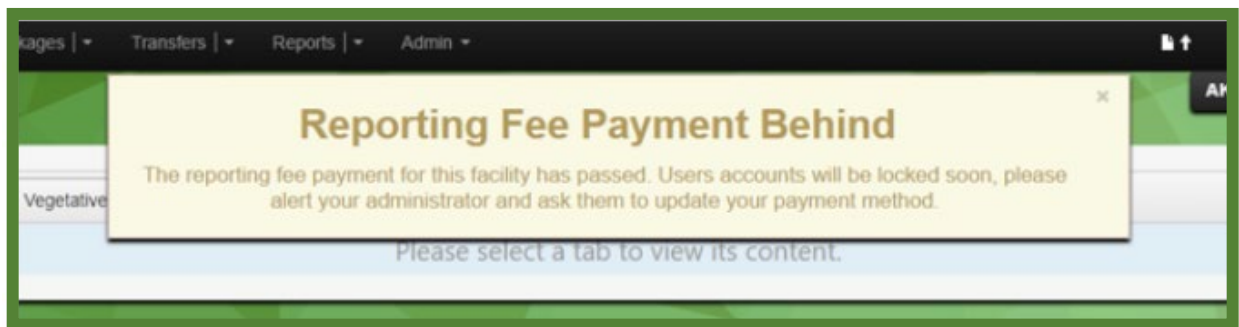 kages | Transfers | Reports | Admin
AK
×
Reporting Fee Payment Behind
The reporting fee payment for this facility has passed. Users accounts will be locked soon, please
alert your administrator and ask them to update your payment method.
Vegetative
Please select a tab to view its content.